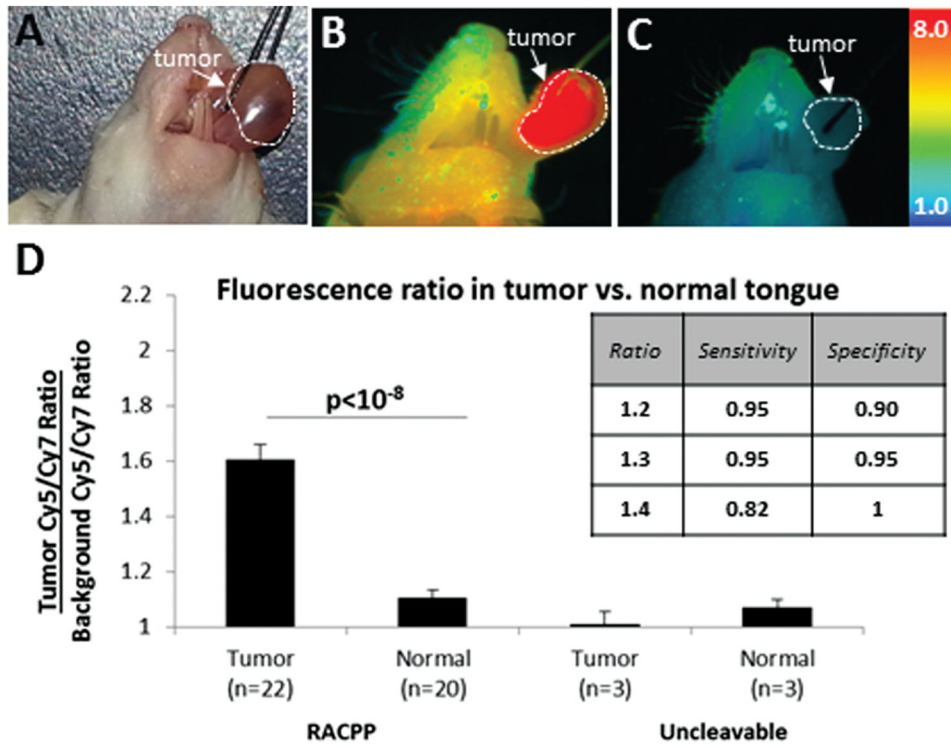 A
tumor
B
tumor
C
tumor
8.0
1.0
D
Fluorescence ratio in tumor vs. normal tongue
Tumor Cy5/Cy7 Ratio
Background Cy5/Cy7 Ratio
2.2
2
1.8
1.6
1.4
1.2
1
p<10⁻⁸
Ratio Sensitivity Specificity
1.2 0.95 0.90
1.3 0.95 0.95
1.4 0.82 1
Tumor Normal Tumor Normal
(n=22) (n=20) (n=3) (n=3)
RACPP Uncleavable